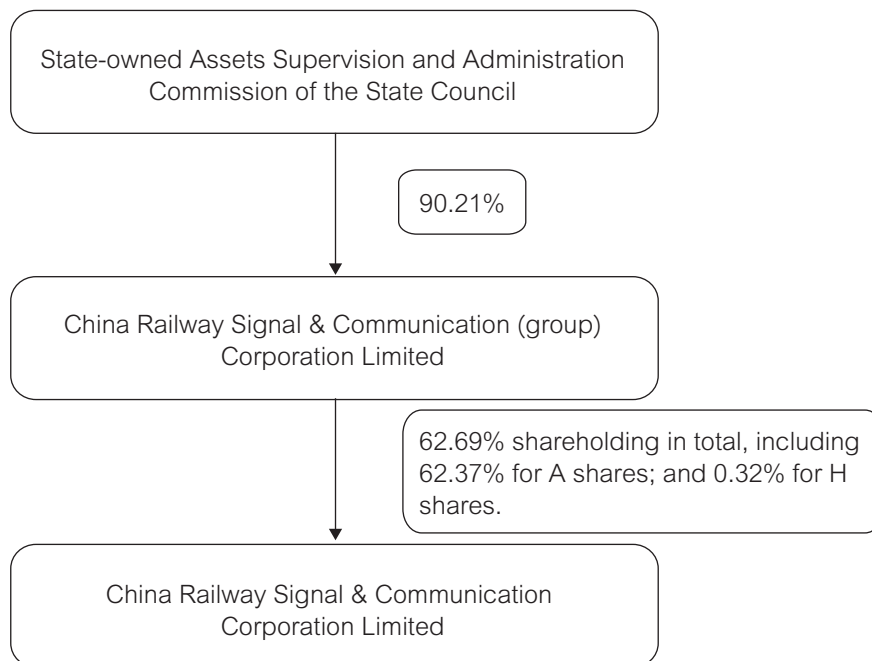 State-owned Assets Supervision and Administration
Commission of the State Council
90.21%
China Railway Signal & Communication (group)
Corporation Limited
62.69% shareholding in total, including
62.37% for A shares; and 0.32% for H
shares.
China Railway Signal & Communication
Corporation Limited